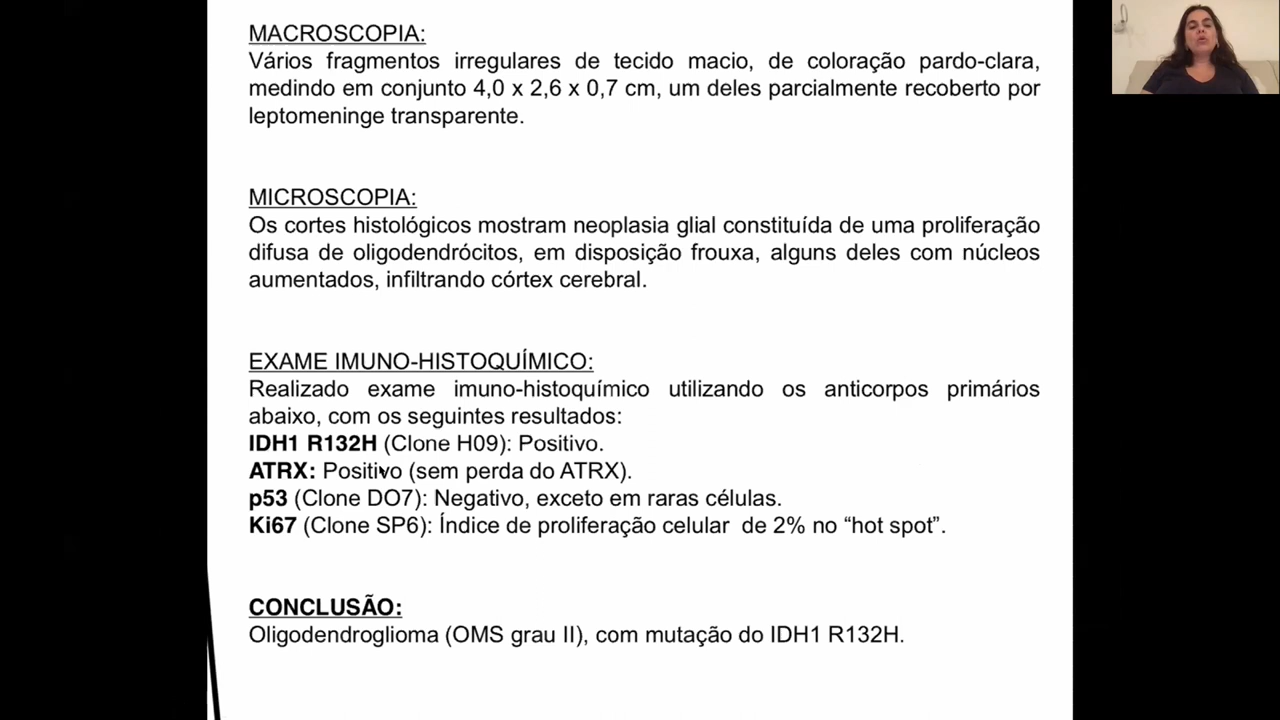 MACROSCOPIA:
Vários fragmentos irregulares de tecido macio, de coloração pardo-clara,
medindo em conjunto 4,0 x 2,6 x 0,7 cm, um deles parcialmente recoberto por
leptomeninge transparente.
MICROSCOPIA:
Os cortes histológicos mostram neoplasia glial constituída de uma proliferação
difusa de oligodendrócitos, em disposição frouxa, alguns deles com núcleos
aumentados, infiltrando córtex cerebral.
EXAME IMUNO-HISTOQUÍMICO:
Realizado exame imuno-histoquímico utilizando os anticorpos primários
abaixo, com os seguintes resultados:
IDH1 R132H (Clone H09): Positivo.
ATRX: Positivo (sem perda do ATRX).
p53 (Clone DO7): Negativo, exceto em raras células.
Ki67 (Clone SP6): Índice de proliferação celular  de 2% no “hot spot”.
CONCLUSÃO:
Oligodendroglioma (OMS grau II), com mutação do IDH1 R132H.